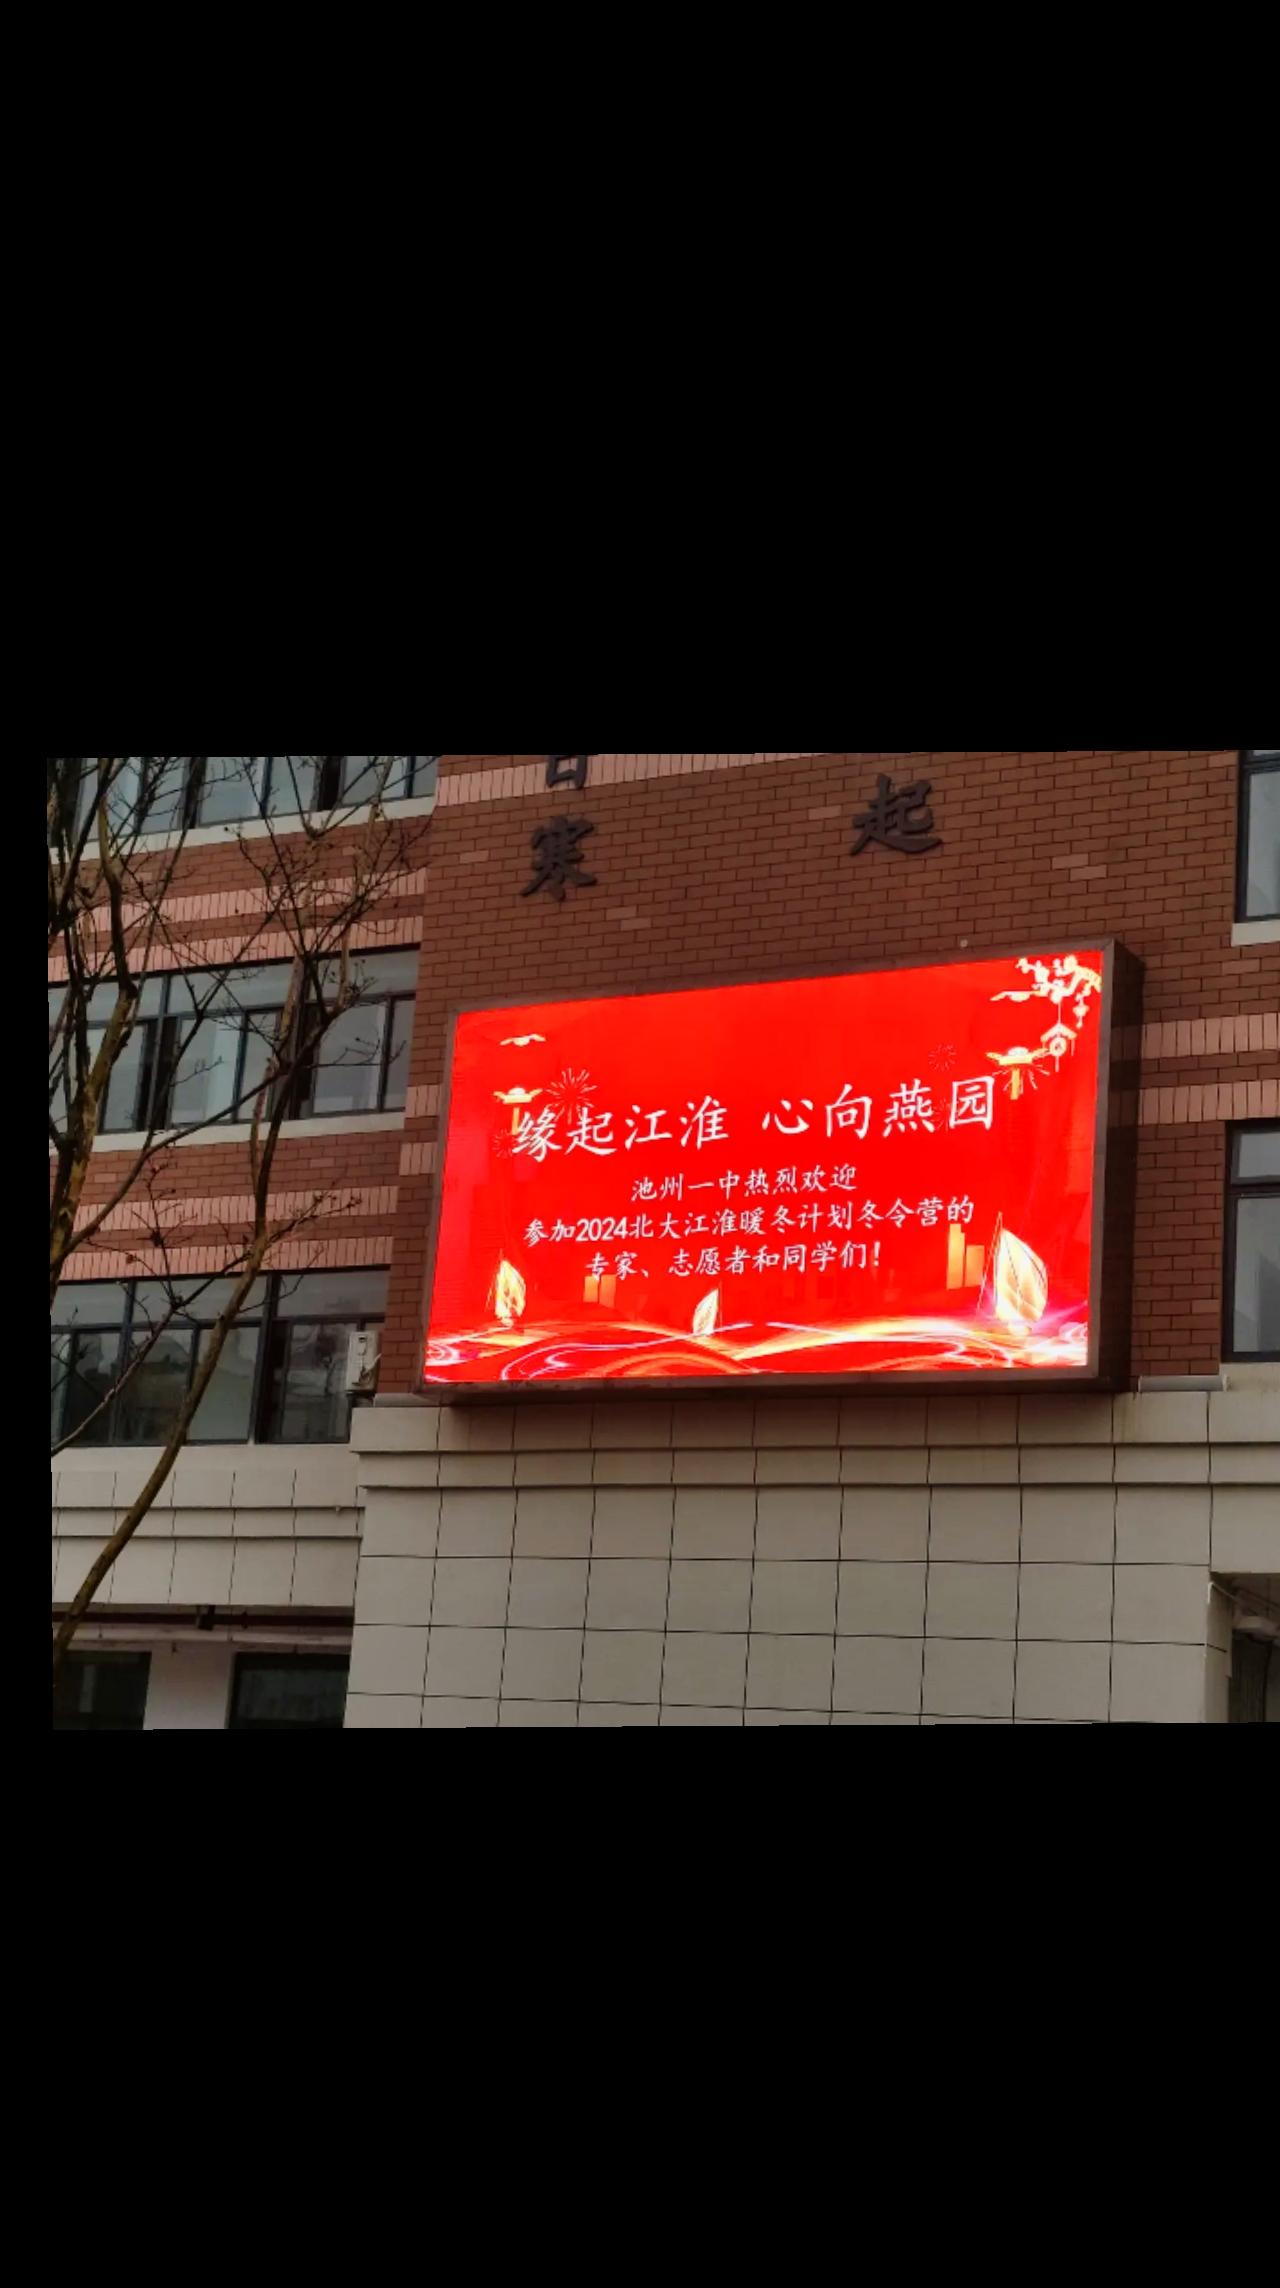 寒
起
缘起江淮 心向燕园
池州一中热烈欢迎
参加2024北大江淮暖冬计划冬令营的
专家、志愿者和同学们！